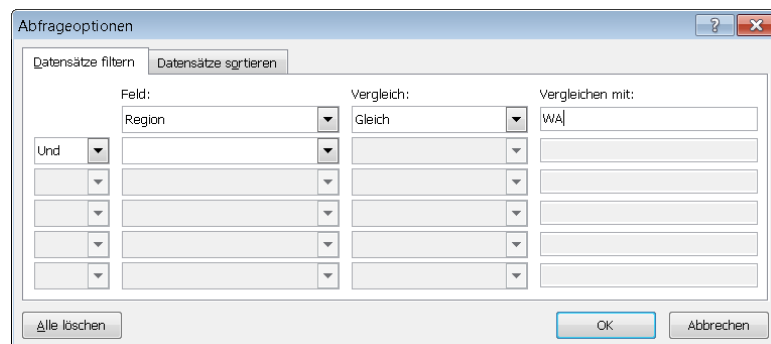 Abfrageoptionen
Datensätze filtern Datensätze sortieren
Feld: Vergleich: Vergleichen mit:
Region Gleich WA
Und
Alle löschen OK Abbrechen